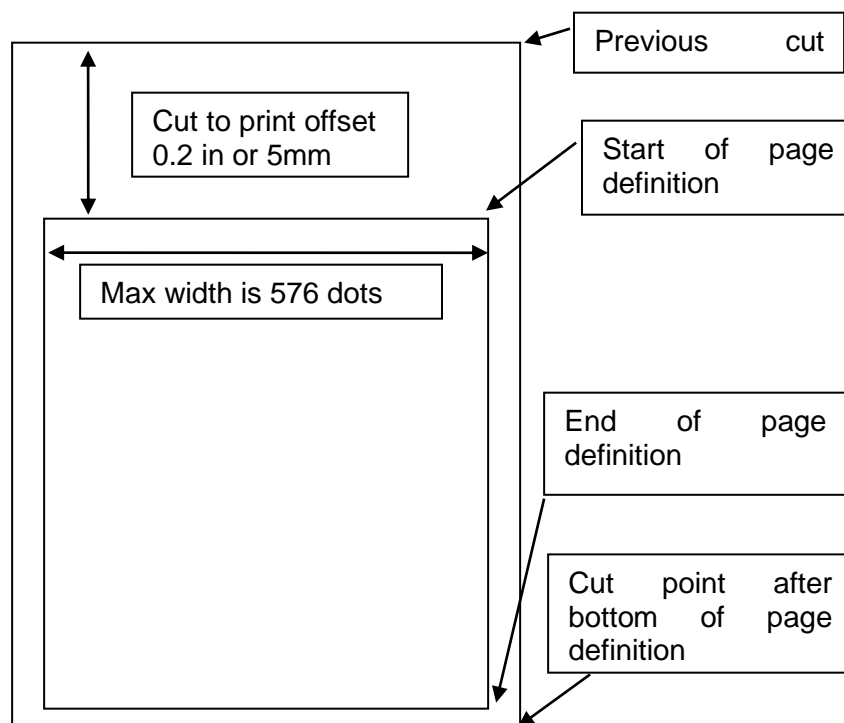 Previous cut
Cut to print offset
0.2 in or 5mm
Start of page
definition
Max width is 576 dots
End of page
definition
Cut point after
bottom of page
definition